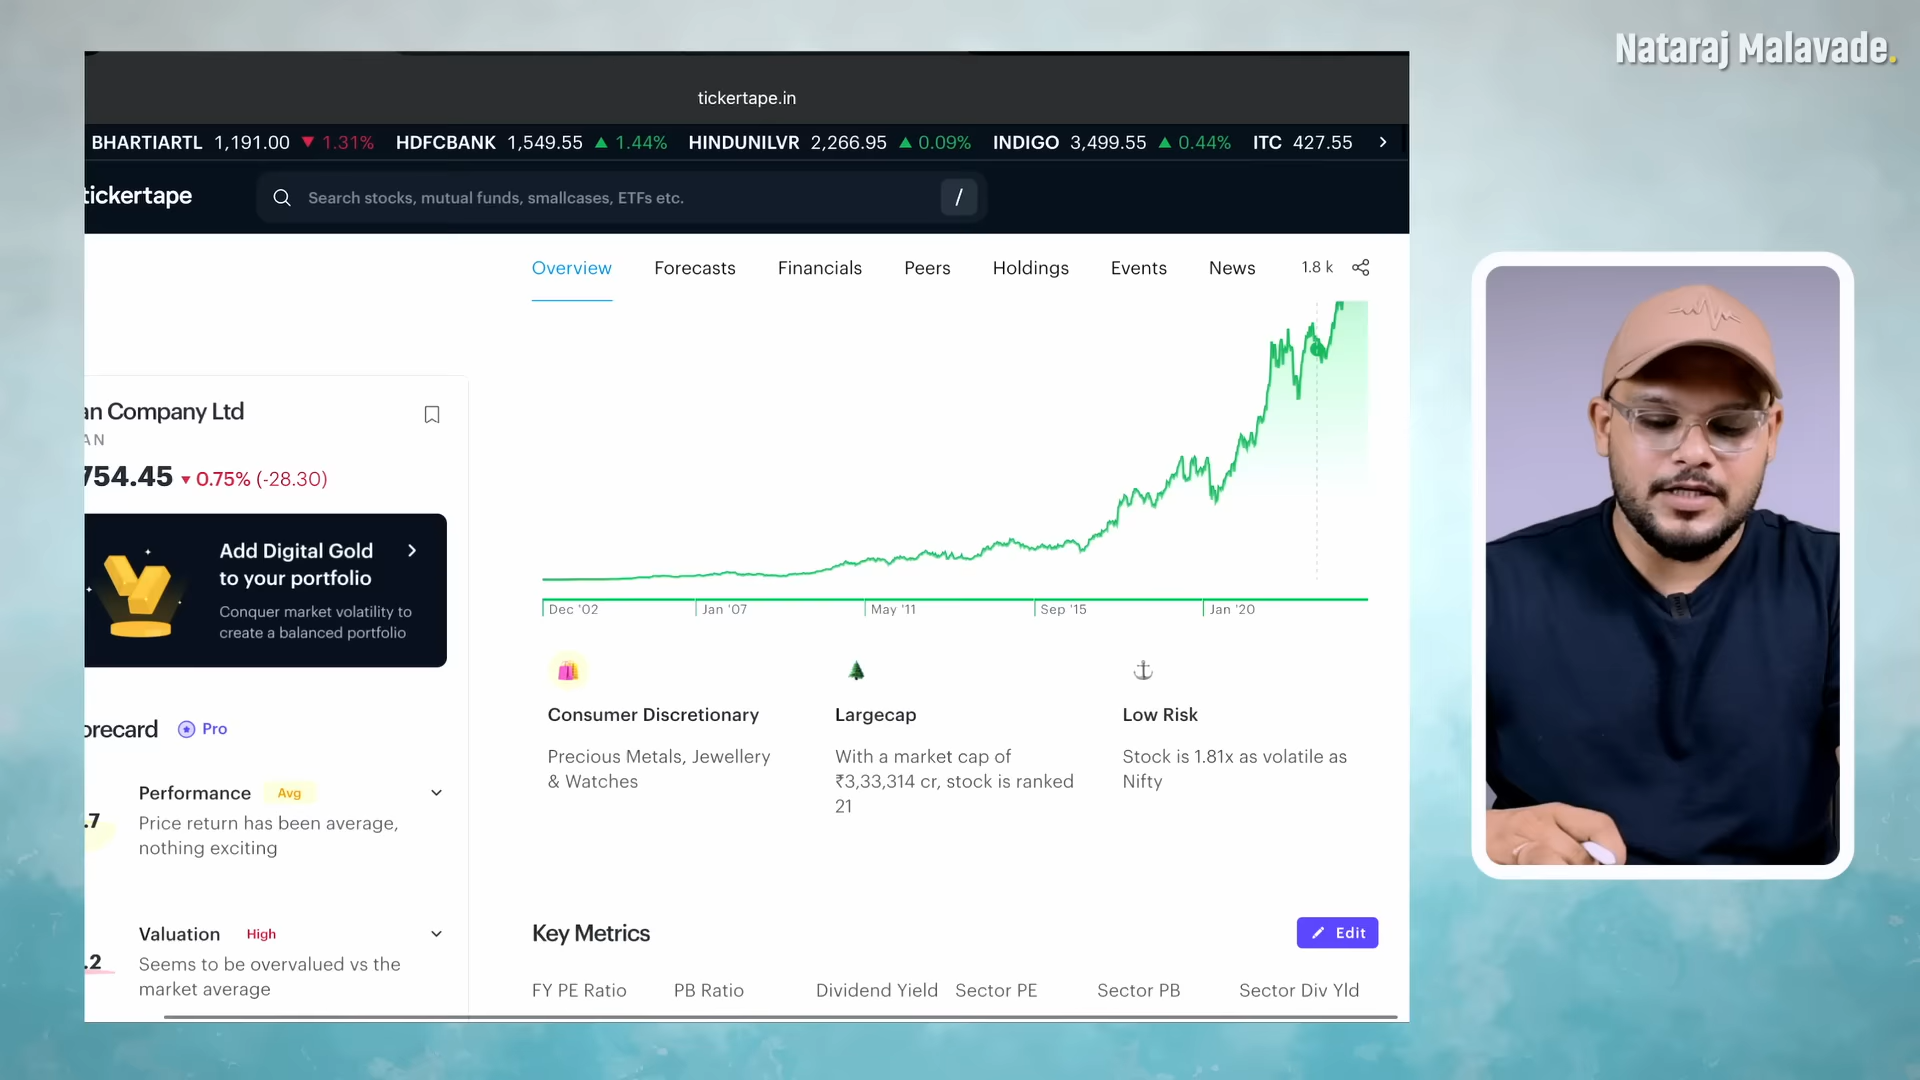 Nataraj Malavade.
tickertape.in
BHARTIARTL 1,191.00 ▼ 1.31% HDFCBANK 1,549.55 ▲ 1.44% HINDUNILVR 2,266.95 ▲ 0.09% INDIGO 3,499.55 ▲ 0.44% ITC 427.55
tickertape
Search stocks, mutual funds, smallcases, ETFs etc. /
Overview Forecasts Financials Peers Holdings Events News 1.8 k
an Company Ltd
AN
754.45 ▼ 0.75% (-28.30)
Add Digital Gold
to your portfolio
Conquer market volatility to
create a balanced portfolio
orecard Pro
Performance Avg
.7
Price return has been average,
nothing exciting
Valuation High
.2
Seems to be overvalued vs the
market average
Dec '02 Jan '07 May '11 Sep '15 Jan '20
Consumer Discretionary
Precious Metals, Jewellery
& Watches
Largecap
With a market cap of
₹3,33,314 cr, stock is ranked
21
Low Risk
Stock is 1.81x as volatile as
Nifty
Key Metrics
Edit
FY PE Ratio PB Ratio Dividend Yield Sector PE Sector PB Sector Div Yld